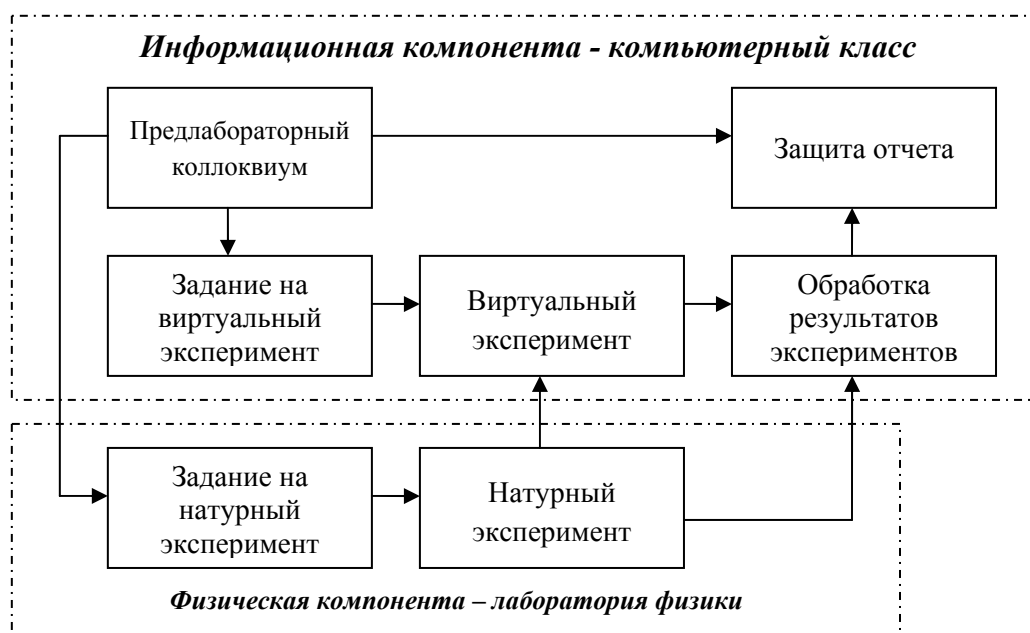 Информационная компонента - компьютерный класс
Предлабораторный
коллоквиум
Защита отчета
Задание на
виртуальный
эксперимент
Виртуальный
эксперимент
Обработка
результатов
экспериментов
Задание на
натурный
эксперимент
Натурный
эксперимент
Физическая компонента – лаборатория физики